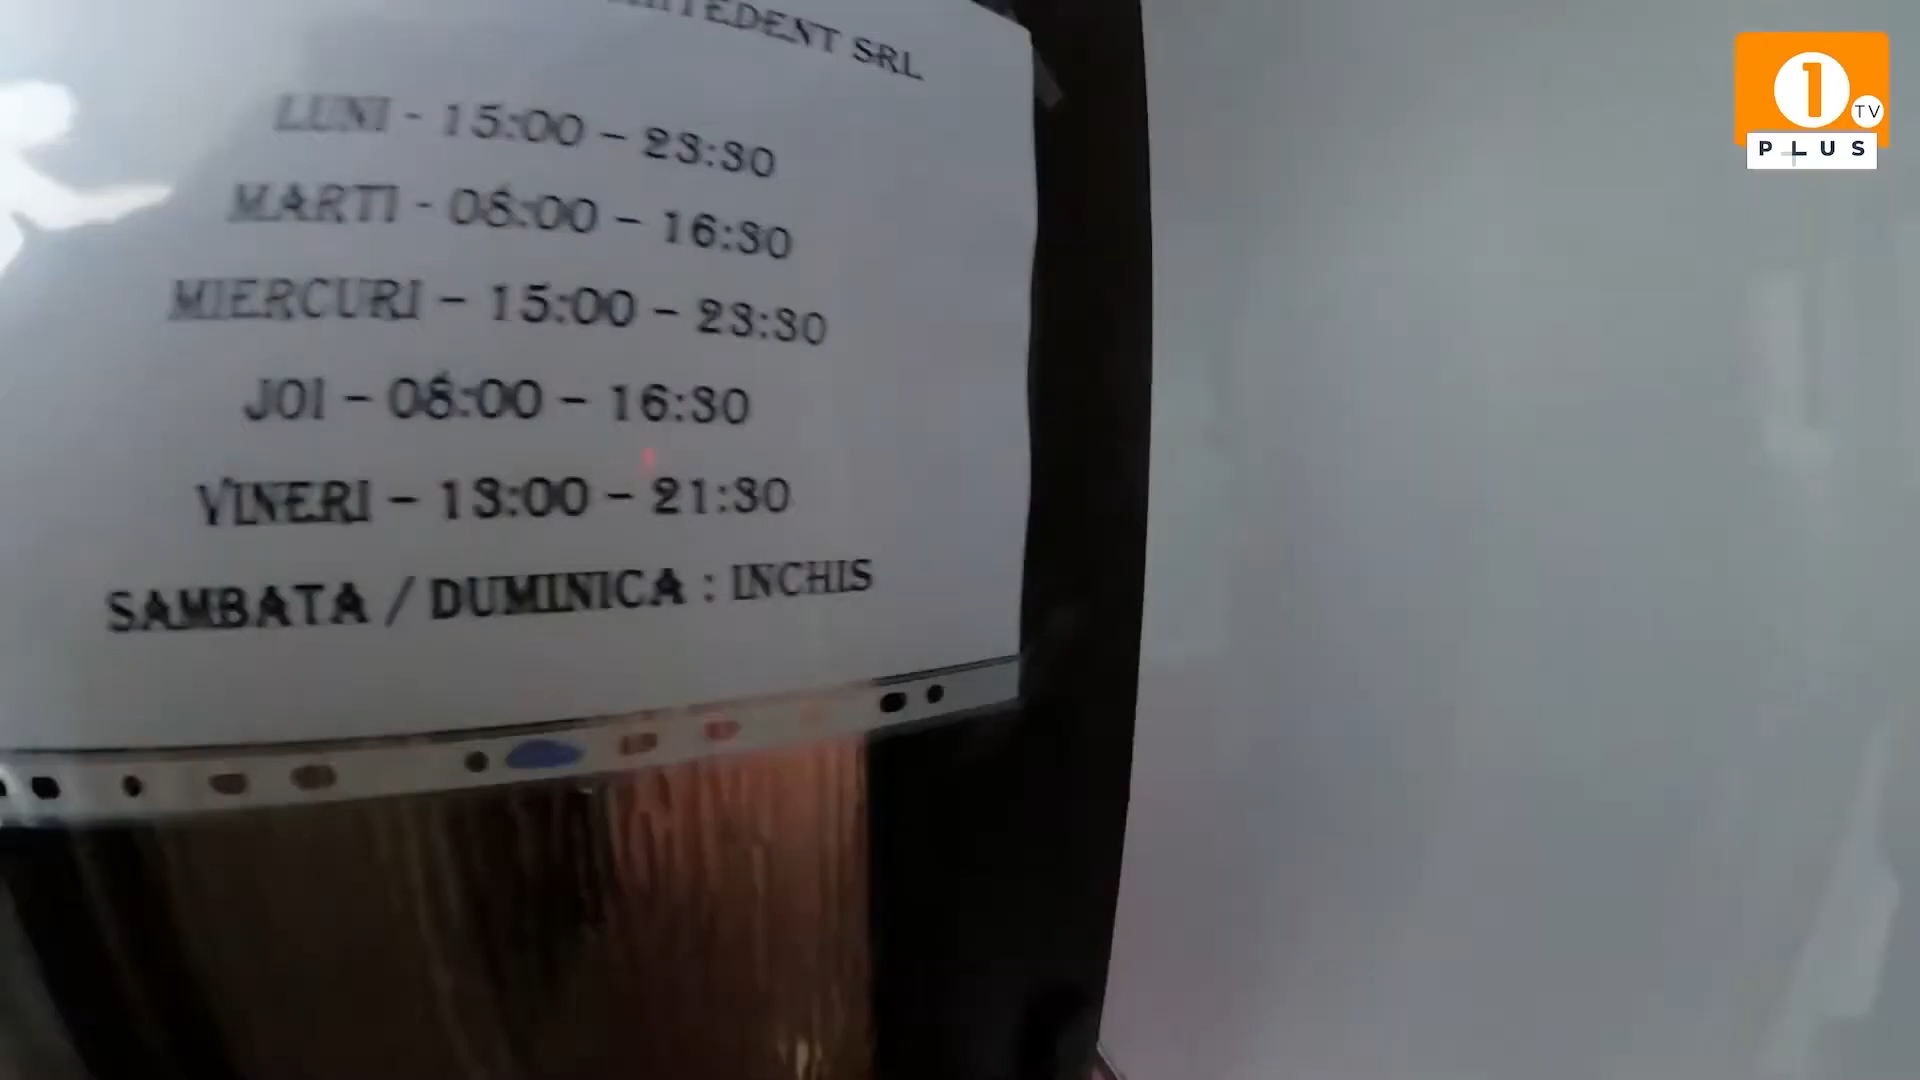 SRL
LUNI - 15:00 – 23:30
MARTI - 08:00 – 16:30
MIERCURI – 15:00 – 23:30
JOI – 08:00 – 16:30
VINERI – 13:00 – 21:30
SAMBATA / DUMINICA : INCHIS
1 TV
PLUS